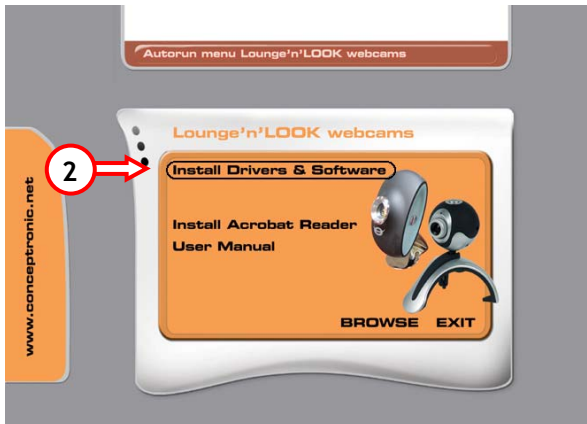 Autorun menu Lounge'n'LOOK webcams
Lounge'n'LOOK webcams
2
Install Drivers & Software
Install Acrobat Reader
User Manual
BROWSE EXIT
www.conceptronic.net